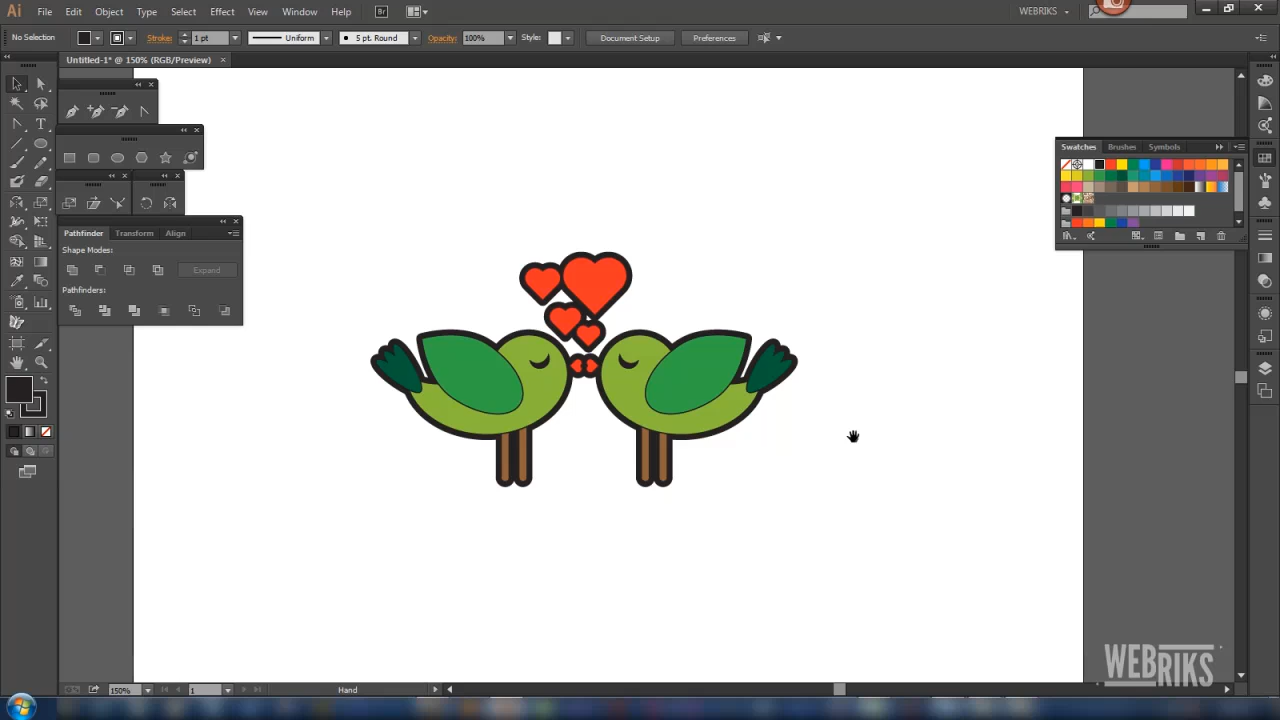 Ai File Edit Object Type Select Effect View Window Help Br WEBRIKS
No Selection Stroke: 1 pt Uniform 5 pt. Round Opacity: 100% Style: Document Setup Preferences
Untitled-1* @ 150% (RGB/Preview)
Swatches Brushes Symbols
Pathfinder Transform Align
Shape Modes:
Expand
Pathfinders:
WEBRIKS
150% 1 Hand